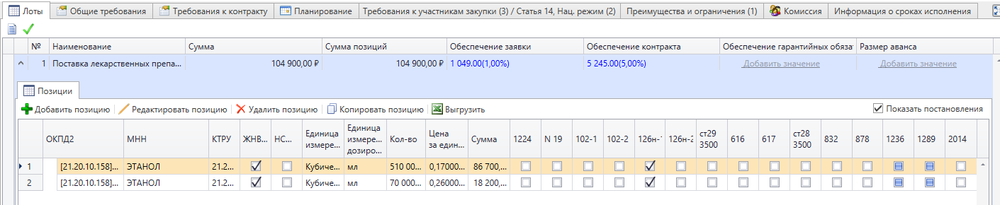 Лоты Общие требования Требования к контракту Планирование Требования к участникам закупки (3) / Статья 14, Нац. режим (2) Преимущества и ограничения (1) Комиссия Информация о сроках исполнения
№ Наименование Сумма Сумма позиций Обеспечение заявки Обеспечение контракта Обеспечение гарантийных обяза Размер аванса
1 Поставка лекарственных препа... 104 900,00 ₽ 104 900,00 ₽ 1 049.00(1,00%) 5 245.00(5,00%) Добавить значение Добавить значение
Позиции
Добавить позицию Редактировать позицию Удалить позицию Копировать позицию Выгрузить Показать постановления
ОКПД2 МНН КТРУ ЖНВ... НС... Единица измере... Единица измере... дозиро... Кол-во Цена за един... Сумма 1224 N 19 102-1 102-2 126н-1 126н-2 ст29 3500 616 617 ст28 3500 832 878 1236 1289 2014
1 [21.20.10.158]... ЭТАНОЛ 21.2... Кубиче... мл 510 00... 0,17000... 86 700,...
2 [21.20.10.158]... ЭТАНОЛ 21.2... Кубиче... мл 70 000... 0,26000... 18 200,...